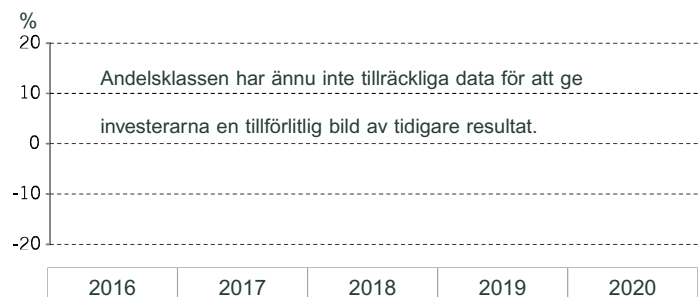 %
20
Andelsklassen har ännu inte tillräckliga data för att ge
10
investerarna en tillförlitlig bild av tidigare resultat.
0
-10
-20
2016 2017 2018 2019 2020